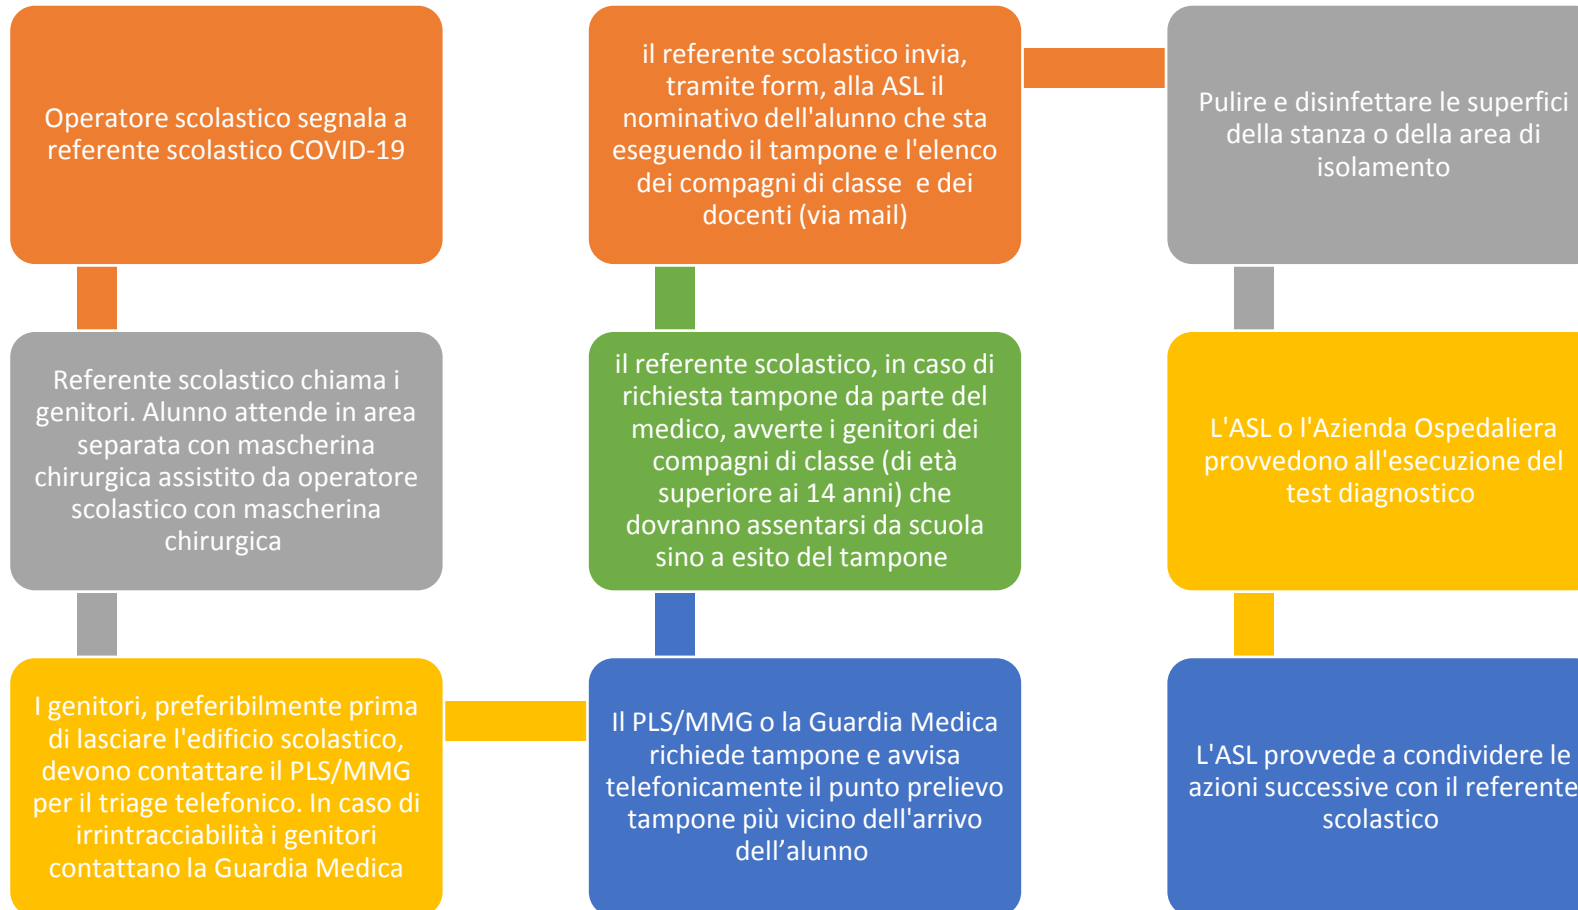 Operatore scolastico segnala a
referente scolastico COVID-19
Referente scolastico chiama i
genitori. Alunno attende in area
separata con mascherina
chirurgica assistito da operatore
scolastico con mascherina
chirurgica
I genitori, preferibilmente prima
di lasciare l'edificio scolastico,
devono contattare il PLS/MMG
per il triage telefonico. In caso di
irrintracciabilità i genitori
contattano la Guardia Medica
Il PLS/MMG o la Guardia Medica
richiede tampone e avvisa
telefonicamente il punto prelievo
tampone più vicino dell'arrivo
dell’alunno
il referente scolastico, in caso di
richiesta tampone da parte del
medico, avverte i genitori dei
compagni di classe (di età
superiore ai 14 anni) che
dovranno assentarsi da scuola
sino a esito del tampone
il referente scolastico invia,
tramite form, alla ASL il
nominativo dell'alunno che sta
eseguendo il tampone e l'elenco
dei compagni di classe e dei
docenti (via mail)
Pulire e disinfettare le superfici
della stanza o della area di
isolamento
L'ASL o l'Azienda Ospedaliera
provvedono all'esecuzione del
test diagnostico
L'ASL provvede a condividere le
azioni successive con il referente
scolastico